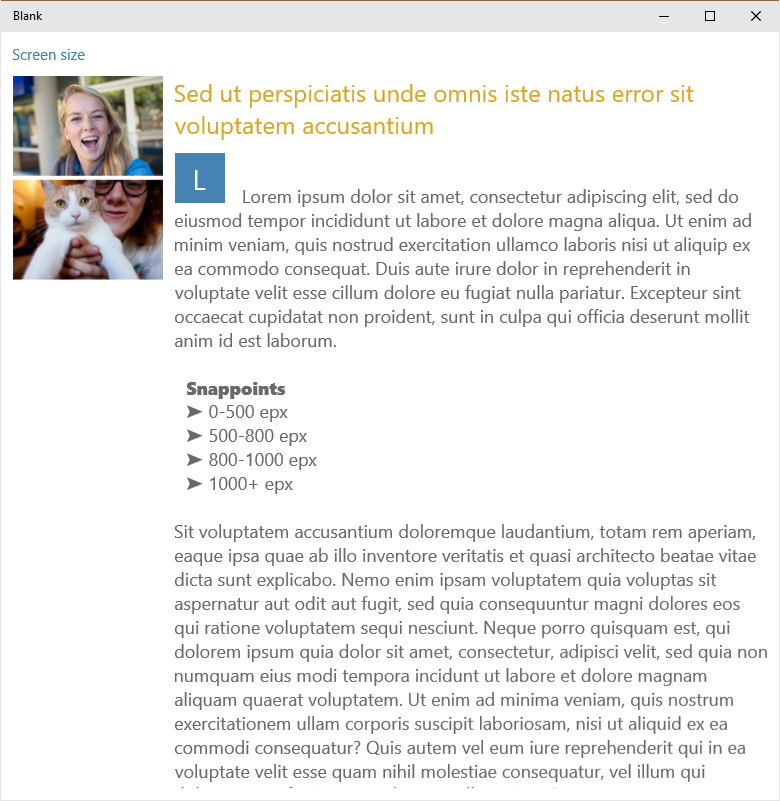 Blank
Screen size
Sed ut perspiciatis unde omnis iste natus error sit
voluptatem accusantium
L Lorem ipsum dolor sit amet, consectetur adipiscing elit, sed do
eiusmod tempor incididunt ut labore et dolore magna aliqua. Ut enim ad
minim veniam, quis nostrud exercitation ullamco laboris nisi ut aliquip ex
ea commodo consequat. Duis aute irure dolor in reprehenderit in
voluptate velit esse cillum dolore eu fugiat nulla pariatur. Excepteur sint
occaecat cupidatat non proident, sunt in culpa qui officia deserunt mollit
anim id est laborum.
Snappoints
➤ 0-500 epx
➤ 500-800 epx
➤ 800-1000 epx
➤ 1000+ epx
Sit voluptatem accusantium doloremque laudantium, totam rem aperiam,
eaque ipsa quae ab illo inventore veritatis et quasi architecto beatae vitae
dicta sunt explicabo. Nemo enim ipsam voluptatem quia voluptas sit
aspernatur aut odit aut fugit, sed quia consequuntur magni dolores eos
qui ratione voluptatem sequi nesciunt. Neque porro quisquam est, qui
dolorem ipsum quia dolor sit amet, consectetur, adipisci velit, sed quia non
numquam eius modi tempora incidunt ut labore et dolore magnam
aliquam quaerat voluptatem. Ut enim ad minima veniam, quis nostrum
exercitationem ullam corporis suscipit laboriosam, nisi ut aliquid ex ea
commodi consequatur? Quis autem vel eum iure reprehenderit qui in ea
voluptate velit esse quam nihil molestiae consequatur, vel illum qui